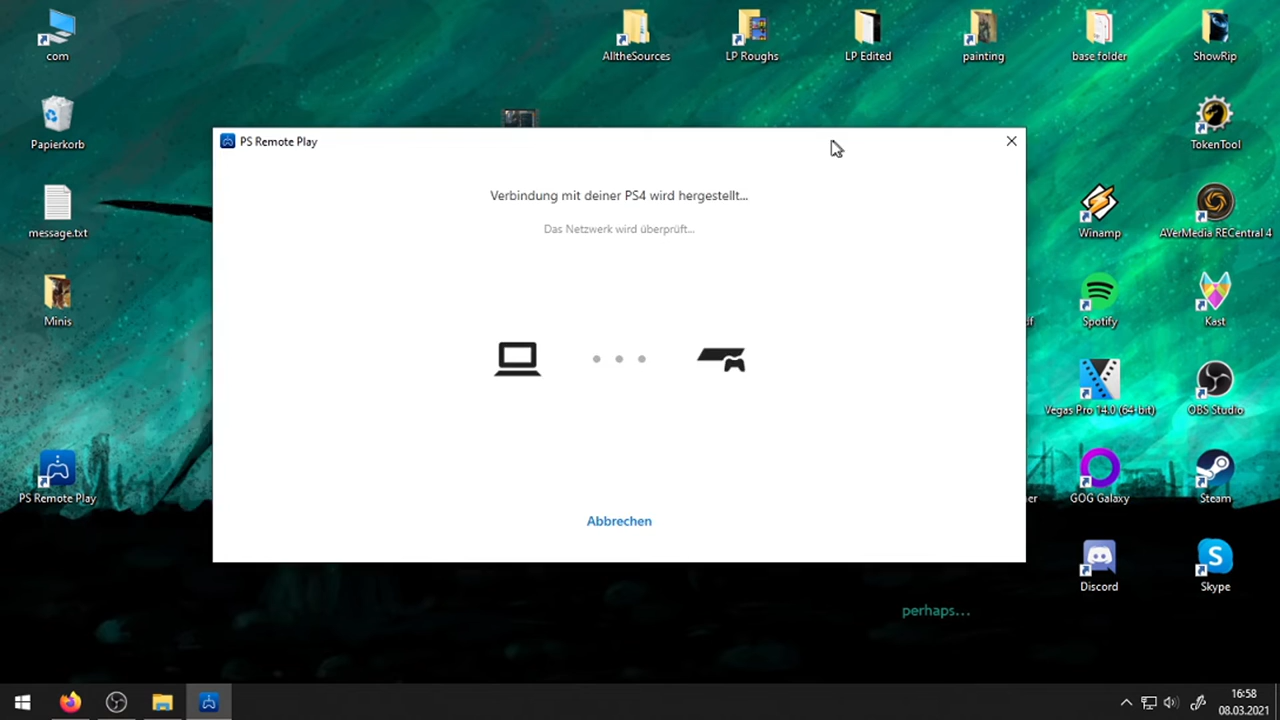 com
AlltheSources
LP Roughs
LP Edited
painting
base folder
ShowRip
Papierkorb
TokenTool
PS Remote Play
Verbindung mit deiner PS4 wird hergestellt...
Das Netzwerk wird überprüft...
message.txt
Winamp
AVerMedia RECentral 4
Minis
Spotify
Kast
Vegas Pro 14.0 (64-bit)
OBS Studio
PS Remote Play
GOG Galaxy
Steam
Abbrechen
Discord
Skype
perhaps...
16:58
08.03.2021